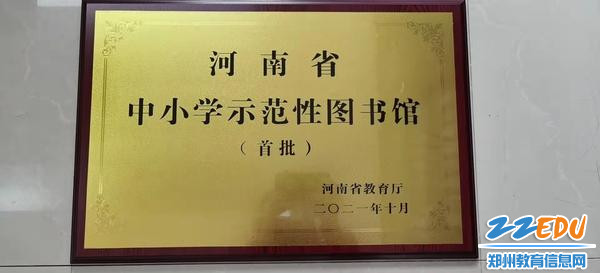 河南省
中小学示范性图书馆
（首批）
河南省教育厅
二〇二一年十月
ZZEDU
郑州教育信息网